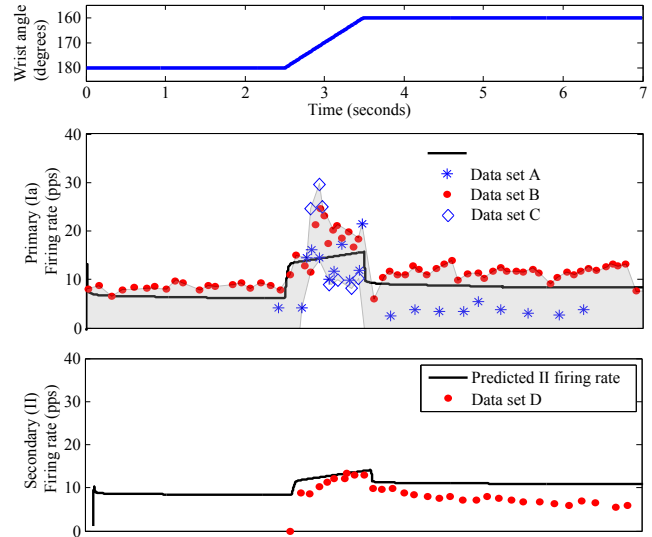 Wrist angle
(degrees)
160
170
180
0 1 2 3 4 5 6 7
Time (seconds)
Primary (Ia)
Firing rate (pps)
40
30
20
10
0
Data set A
Data set B
Data set C
Secondary (II)
Firing rate (pps)
40
30
20
10
0
Predicted II firing rate
Data set D